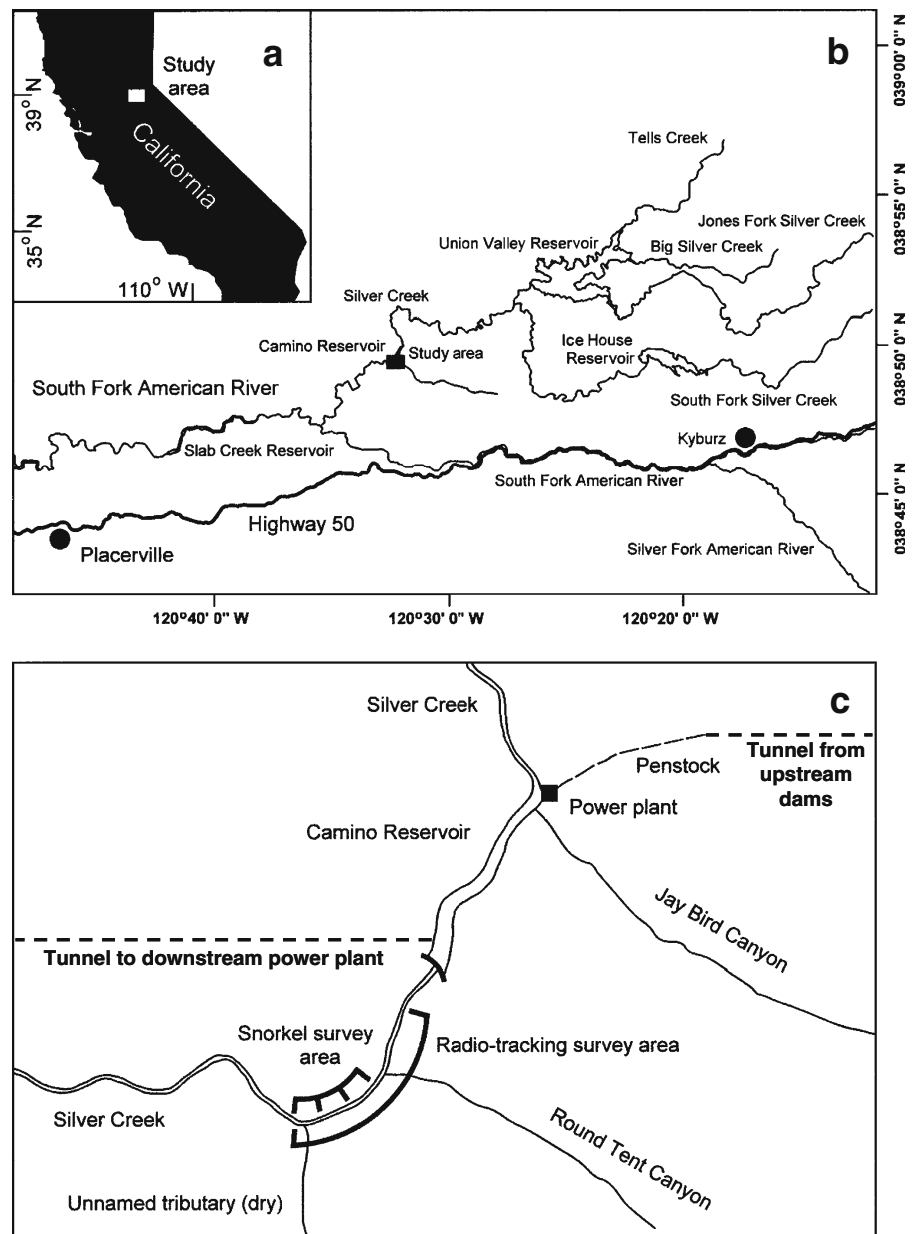 a
Study
area
39° N
California
35° N
110° W
b
039°00' 0" N
Tells Creek
038°55' 0" N
Jones Fork Silver Creek
Union Valley Reservoir
Big Silver Creek
Silver Creek
Camino Reservoir
Study area
Ice House
Reservoir
038°50' 0" N
South Fork American River
South Fork Silver Creek
Kyburz
Slab Creek Reservoir
South Fork American River
038°45' 0" N
Highway 50
Placerville
Silver Fork American River
120°40' 0" W
120°30' 0" W
120°20' 0" W
c
Silver Creek
Tunnel from
upstream
dams
Penstock
Power plant
Camino Reservoir
Jay Bird Canyon
Tunnel to downstream power plant
Snorkel survey
area
Radio-tracking survey area
Silver Creek
Round Tent Canyon
Unnamed tributary (dry)